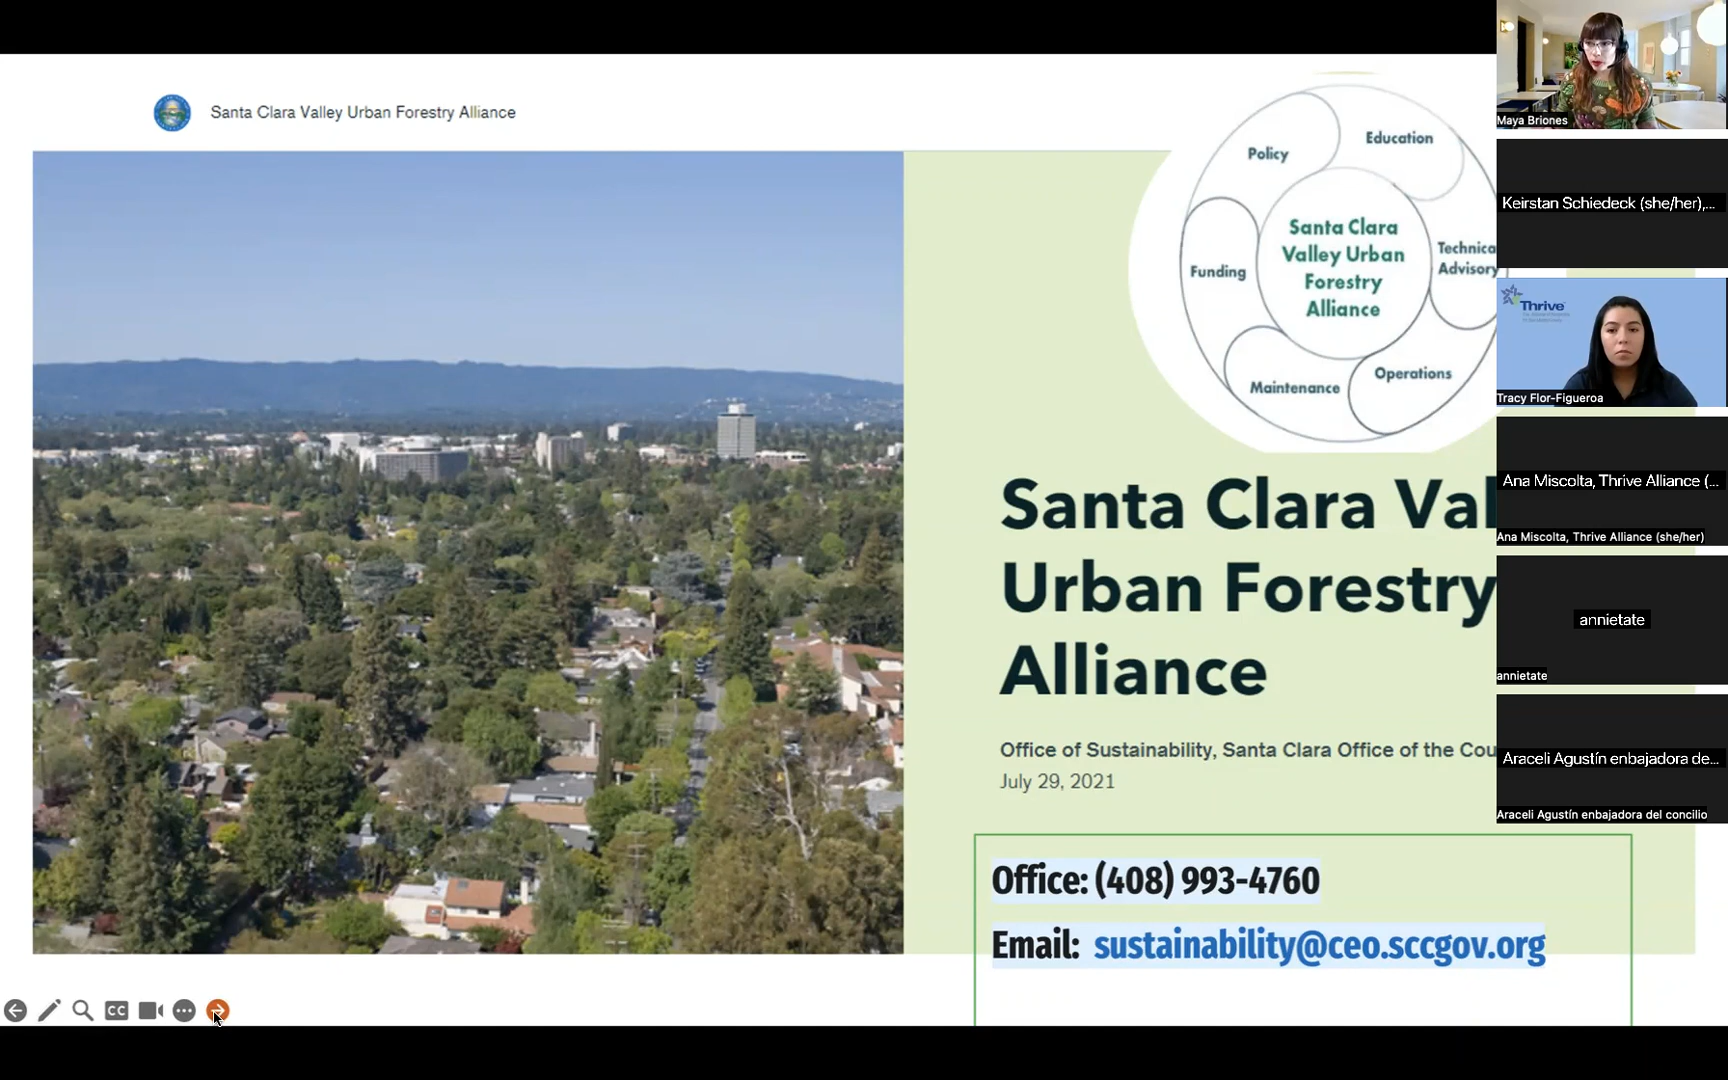 Santa Clara Valley Urban Forestry Alliance
Policy
Education
Funding
Santa Clara
Valley Urban
Forestry
Alliance
Technica
Advisory
Maintenance
Operations
Santa Clara Val
Urban Forestry
Alliance
Office of Sustainability, Santa Clara Office of the Cou
July 29, 2021
Office: (408) 993-4760
Email: sustainability@ceo.sccgov.org
CC
Maya Briones
Keirstan Schiedeck (she/her),...
Thrive
Tracy Flor-Figueroa
Ana Miscolta, Thrive Alliance (...
Ana Miscolta, Thrive Alliance (she/her)
annietate
annietate
Araceli Agustín enbajadora de...
Araceli Agustín enbajadora del concilio